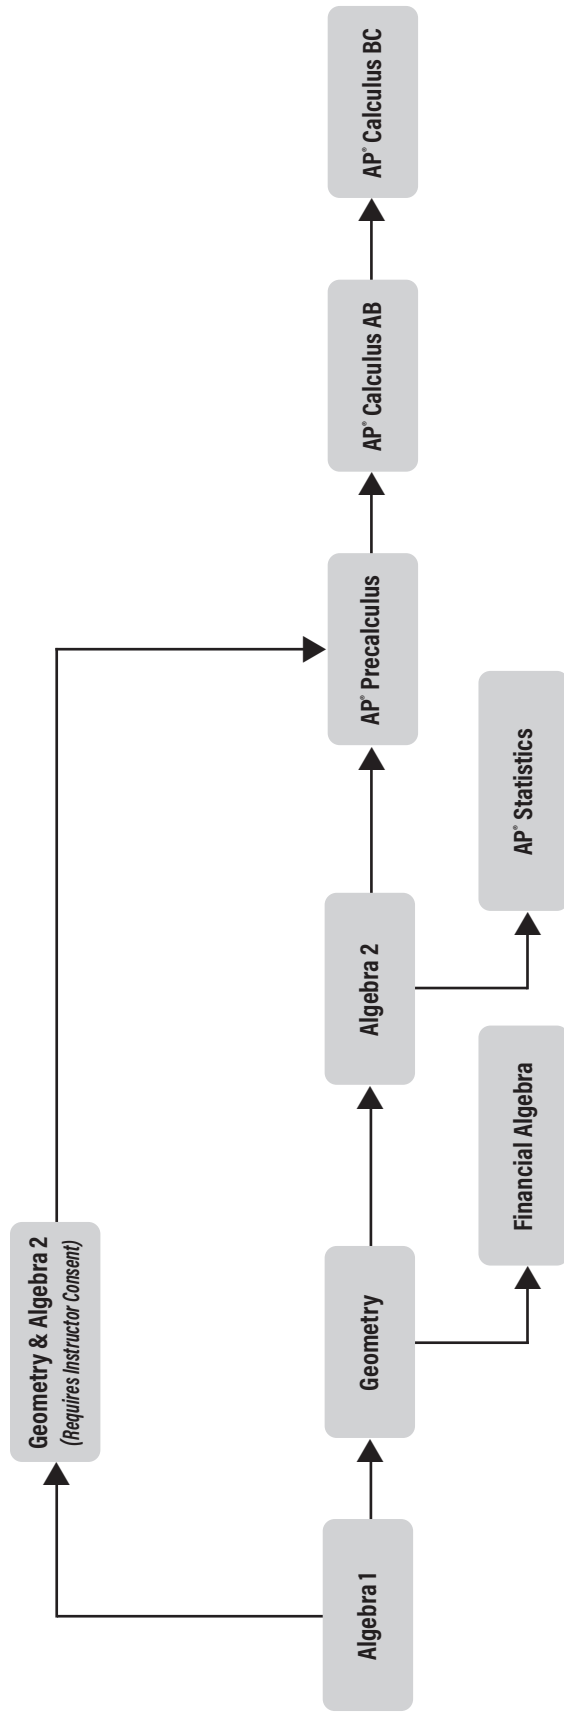 Geometry & Algebra 2
(Requires Instructor Consent)
Algebra 1
Geometry
Algebra 2
AP® Precalculus
AP® Calculus AB
AP® Calculus BC
Financial Algebra
AP® Statistics